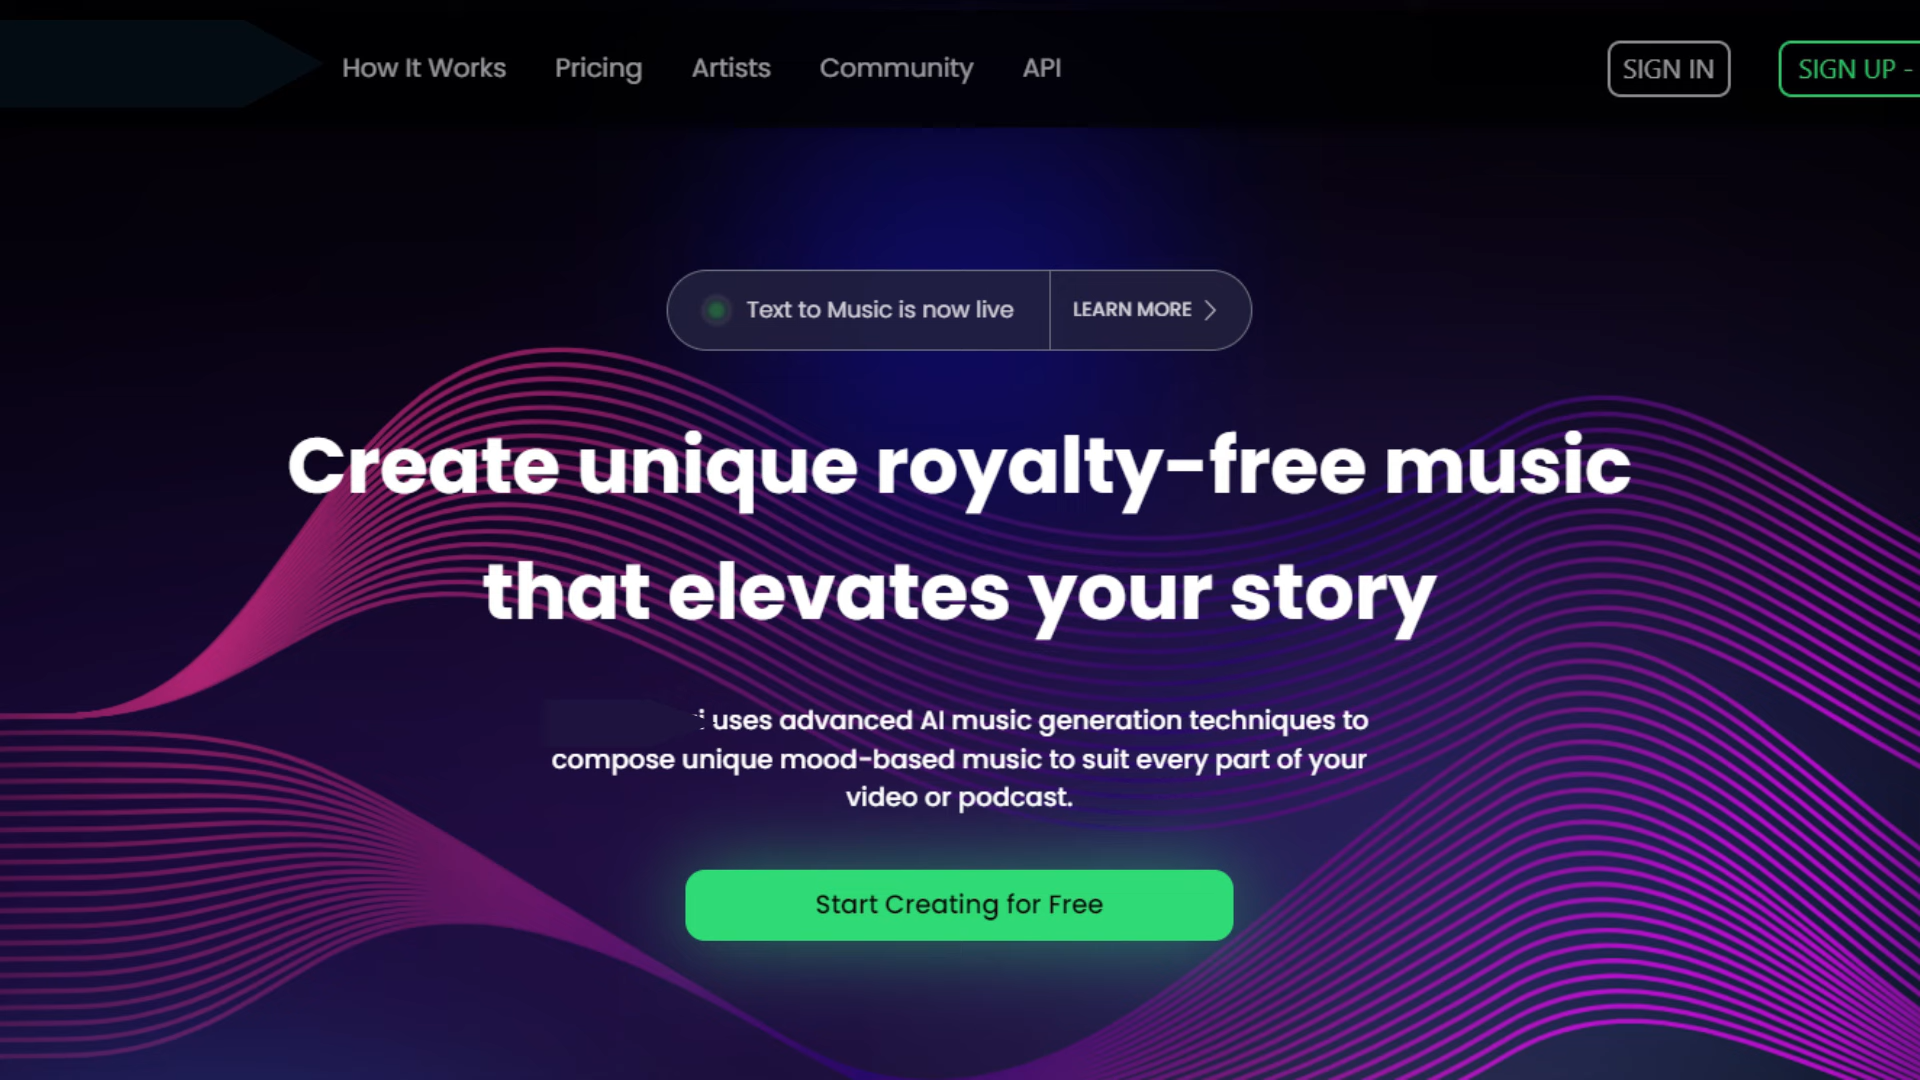 How It Works Pricing Artists Community API SIGN IN SIGN UP -
Text to Music is now live LEARN MORE
Create unique royalty-free music
that elevates your story
uses advanced AI music generation techniques to
compose unique mood-based music to suit every part of your
video or podcast.
Start Creating for Free